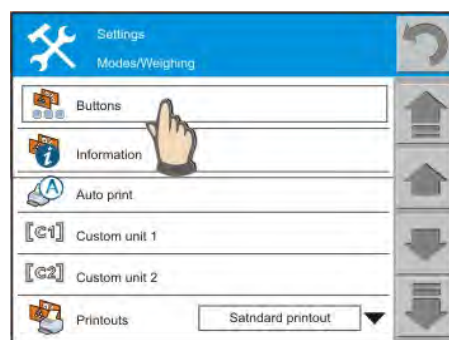 Settings
Modes/Weighing
Buttons
Information
Auto print
[C1] Custom unit 1
[C2] Custom unit 2
Printouts Satndard printout